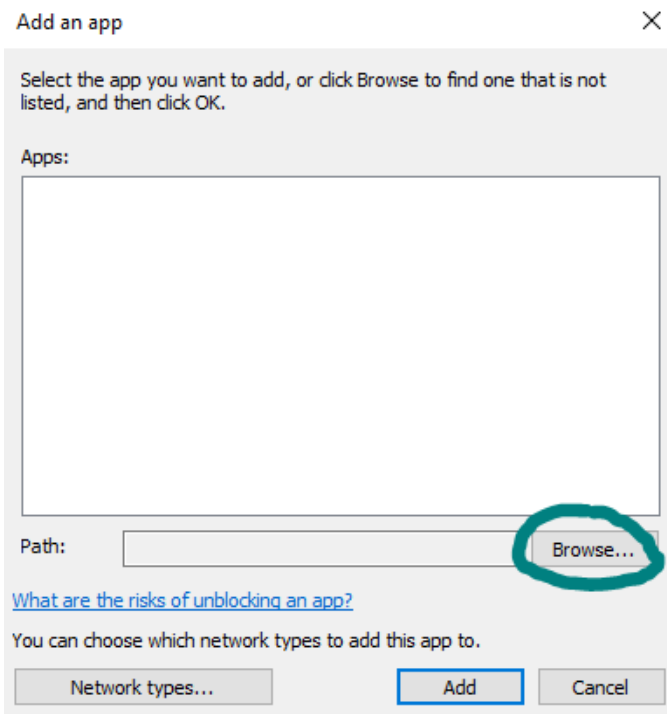 Add an app
Select the app you want to add, or click Browse to find one that is not
listed, and then click OK.
Apps:
Path:
Browse...
What are the risks of unblocking an app?
You can choose which network types to add this app to.
Network types...
Add
Cancel